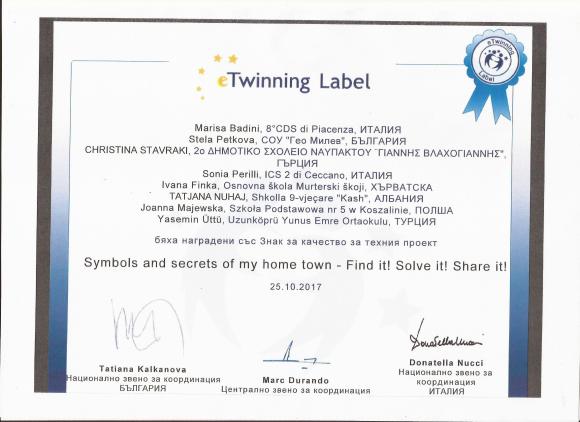 eTwinning Label
eTwinning
Label
Marisa Badini, 8°CDS di Piacenza, ИТАЛИЯ
Stela Petkova, СОУ "Гео Милев", БЪЛГАРИЯ
CHRISTINA STAVRAKI, 2ο ΔΗΜΟΤΙΚΟ ΣΧΟΛΕΙΟ ΝΑΥΠΑΚΤΟΥ ¨ΓΙΑΝΝΗΣ ΒΛΑΧΟΓΙΑΝΝΗΣ",
ГЪРЦИЯ
Sonia Perilli, ICS 2 di Ceccano, ИТАЛИЯ
Ivana Finka, Osnovna škola Murterski škoji, ХЪРВАТСКА
TATJANA NUHAJ, Shkolla 9-vjeçare "Kash", АЛБАНИЯ
Joanna Majewska, Szkoła Podstawowa nr 5 w Koszalinie, ПОЛША
Yasemin Üttü, Uzunköprü Yunus Emre Ortaokulu, ТУРЦИЯ
бяха наградени със Знак за качество за техния проект
Symbols and secrets of my home town - Find it! Solve it! Share it!
25.10.2017
Tatiana Kalkanova
Национално звено за координация
БЪЛГАРИЯ
Marc Durando
Централно звено за координация
Donatella Nucci
Национално звено за
координация
ИТАЛИЯ